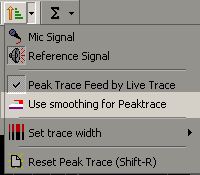 Σ
Mic Signal
Reference Signal
Peak Trace Feed by Live Trace
Use smoothing for Peaktrace
Set trace width
Reset Peak Trace (Shift-R)